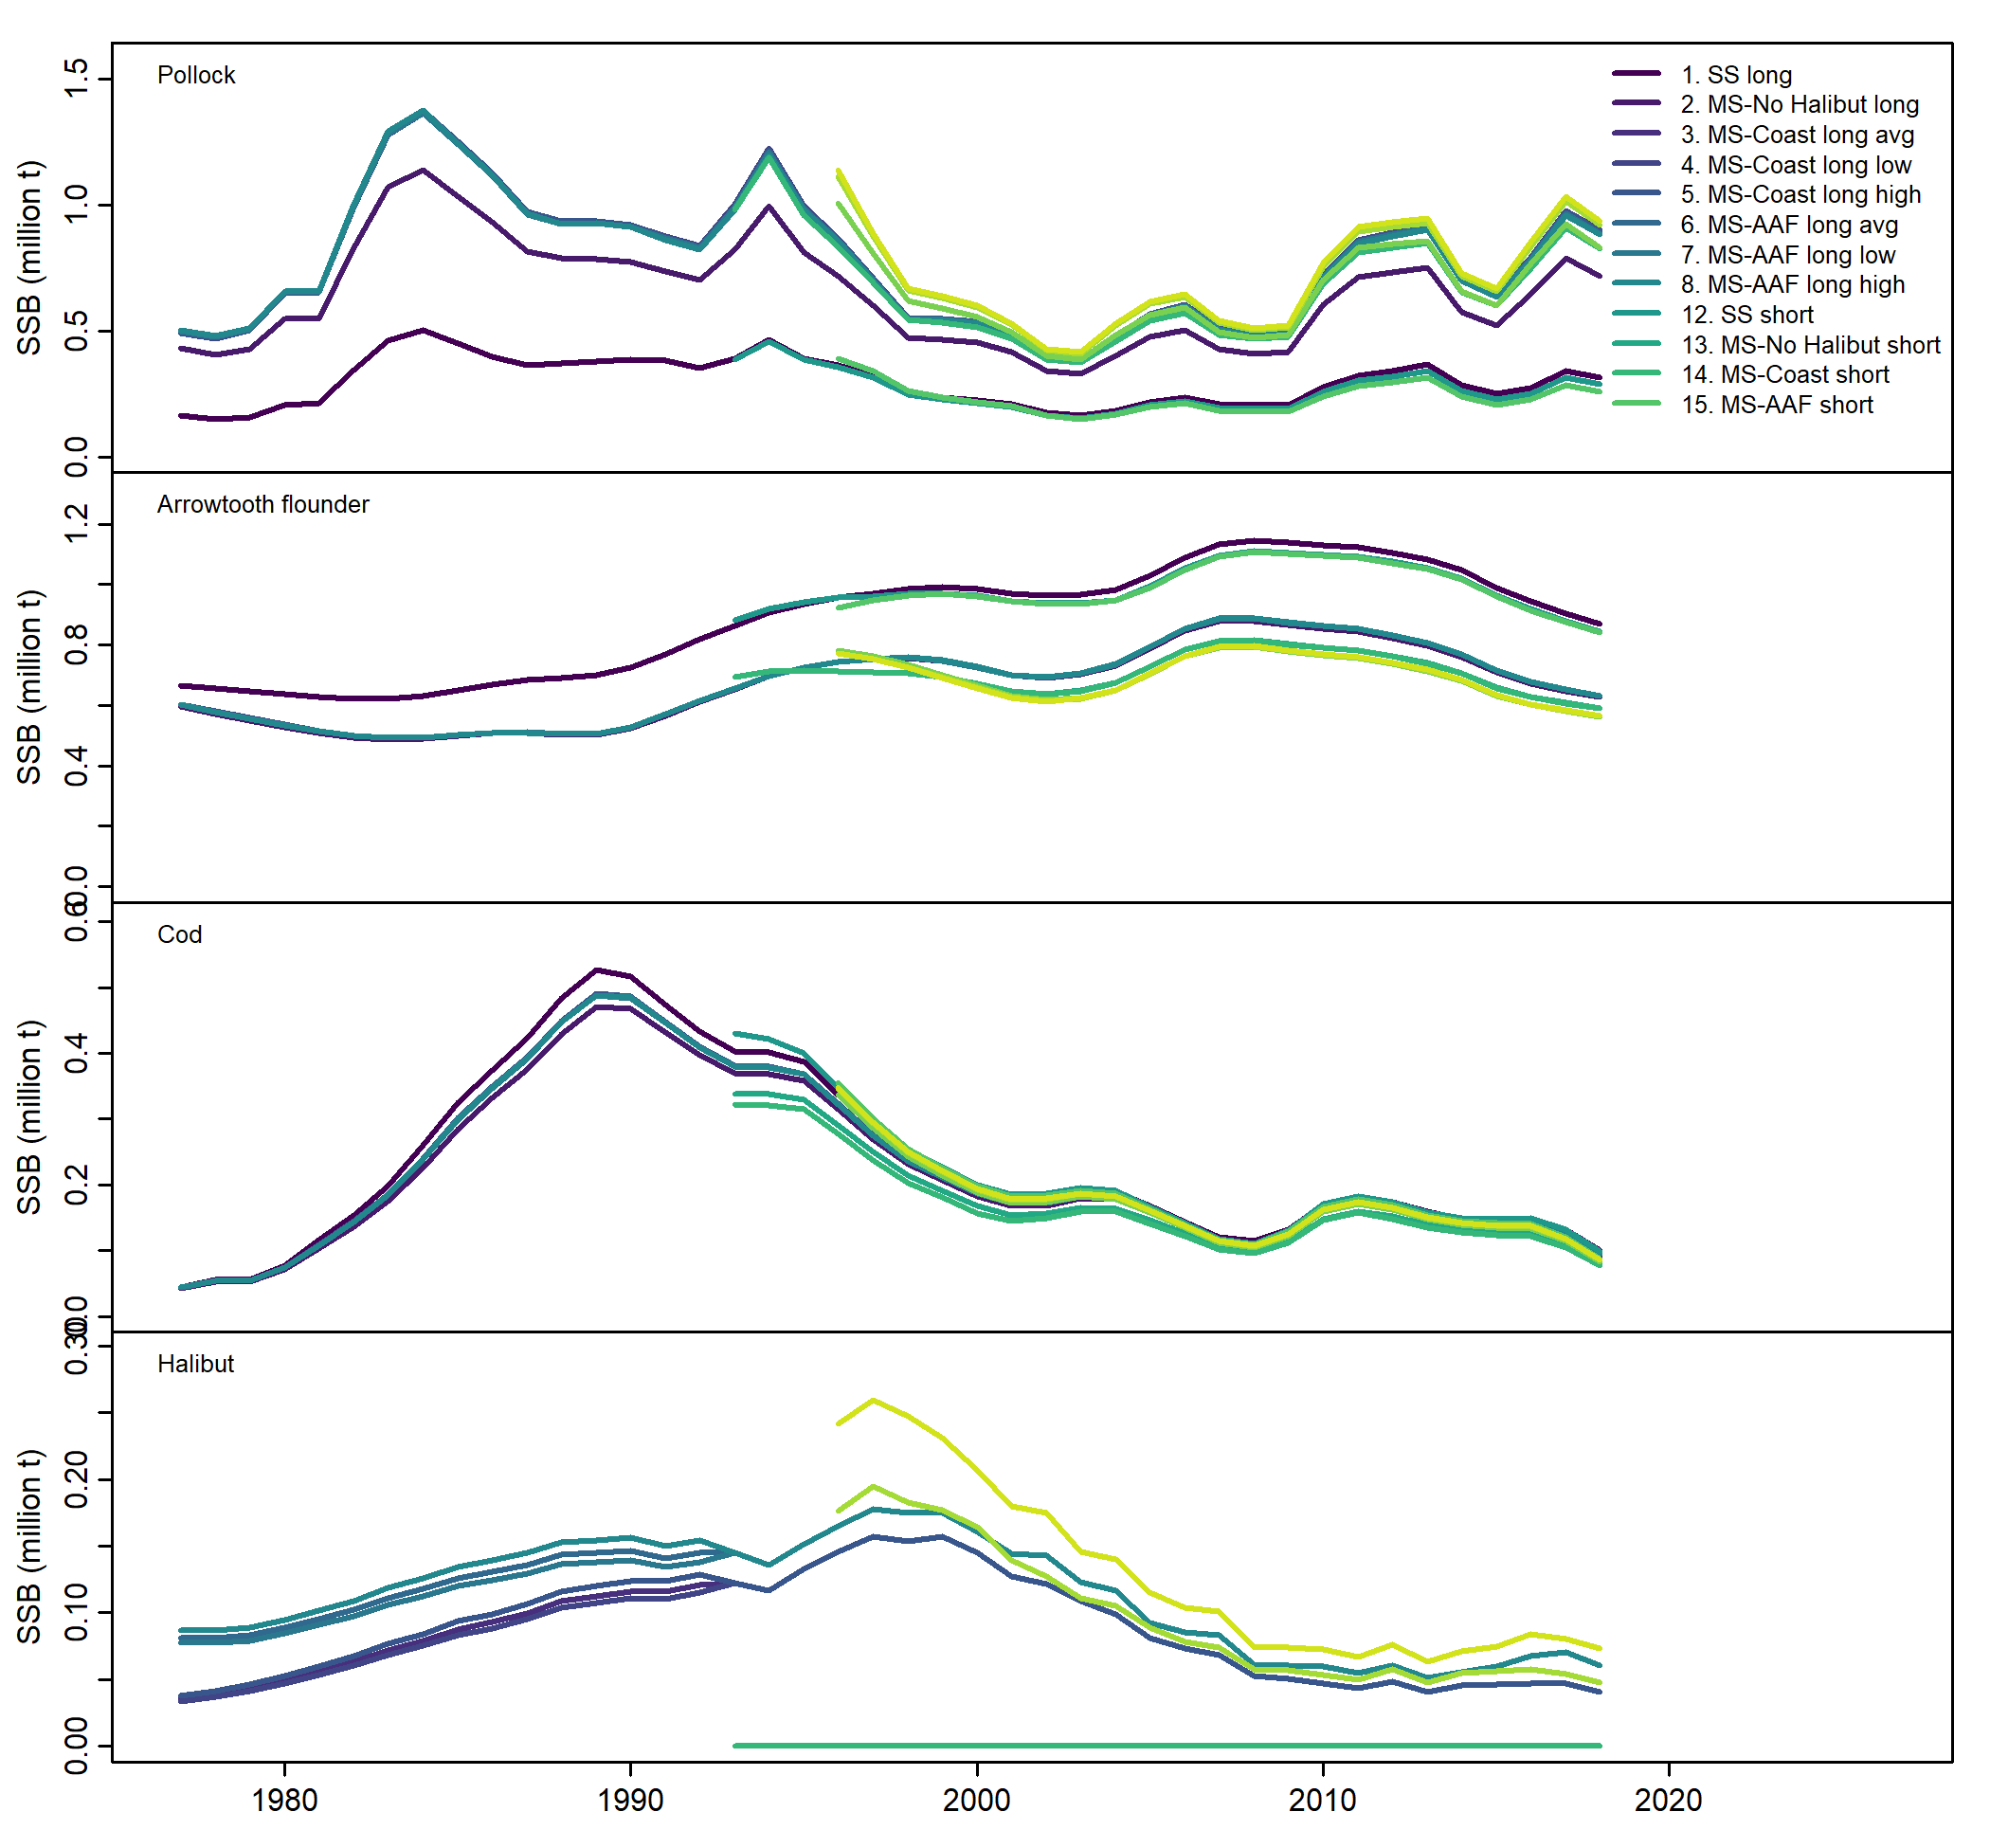 Pollock
SSB (million t)
1.5
1.0
0.5
0.0
1. SS long
2. MS-No Halibut long
3. MS-Coast long avg
4. MS-Coast long low
5. MS-Coast long high
6. MS-AAF long avg
7. MS-AAF long low
8. MS-AAF long high
12. SS short
13. MS-No Halibut short
14. MS-Coast short
15. MS-AAF short
Arrowtooth flounder
SSB (million t)
1.2
0.8
0.4
0.0
Cod
SSB (million t)
0.6
0.4
0.2
0.0
Halibut
SSB (million t)
0.30
0.20
0.10
0.00
1980 1990 2000 2010 2020